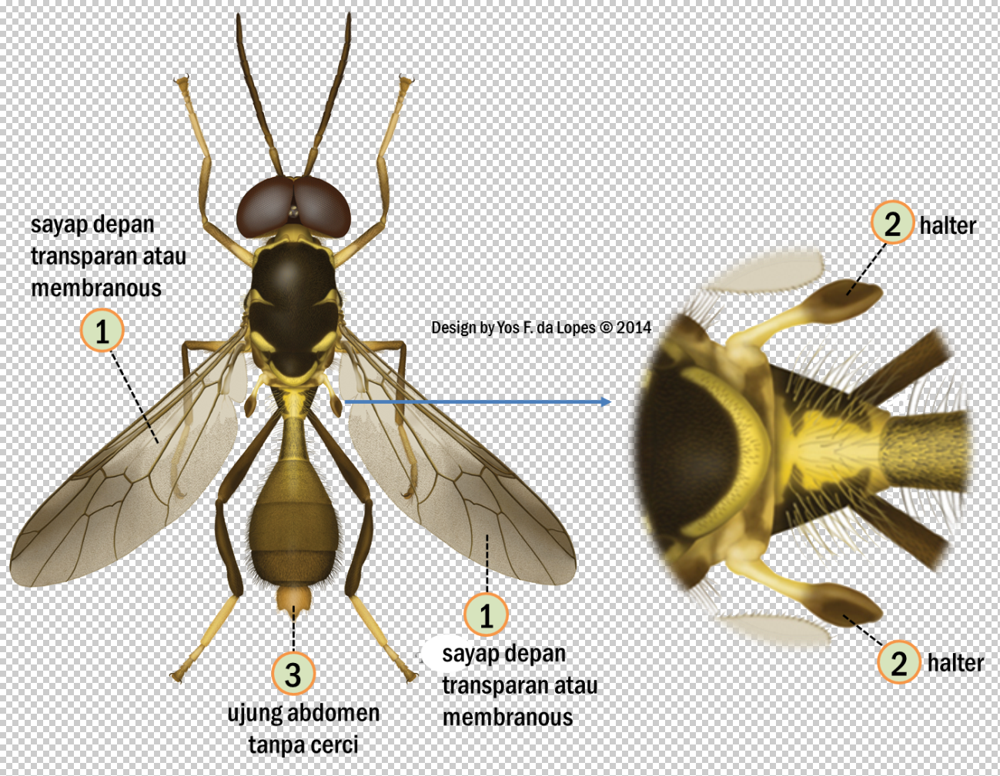 sayap depan
transparan atau
membranous
1
Design by Yos F. da Lopes © 2014
2 halter
1
sayap depan
transparan atau
membranous
2 halter
3
ujung abdomen
tanpa cerci